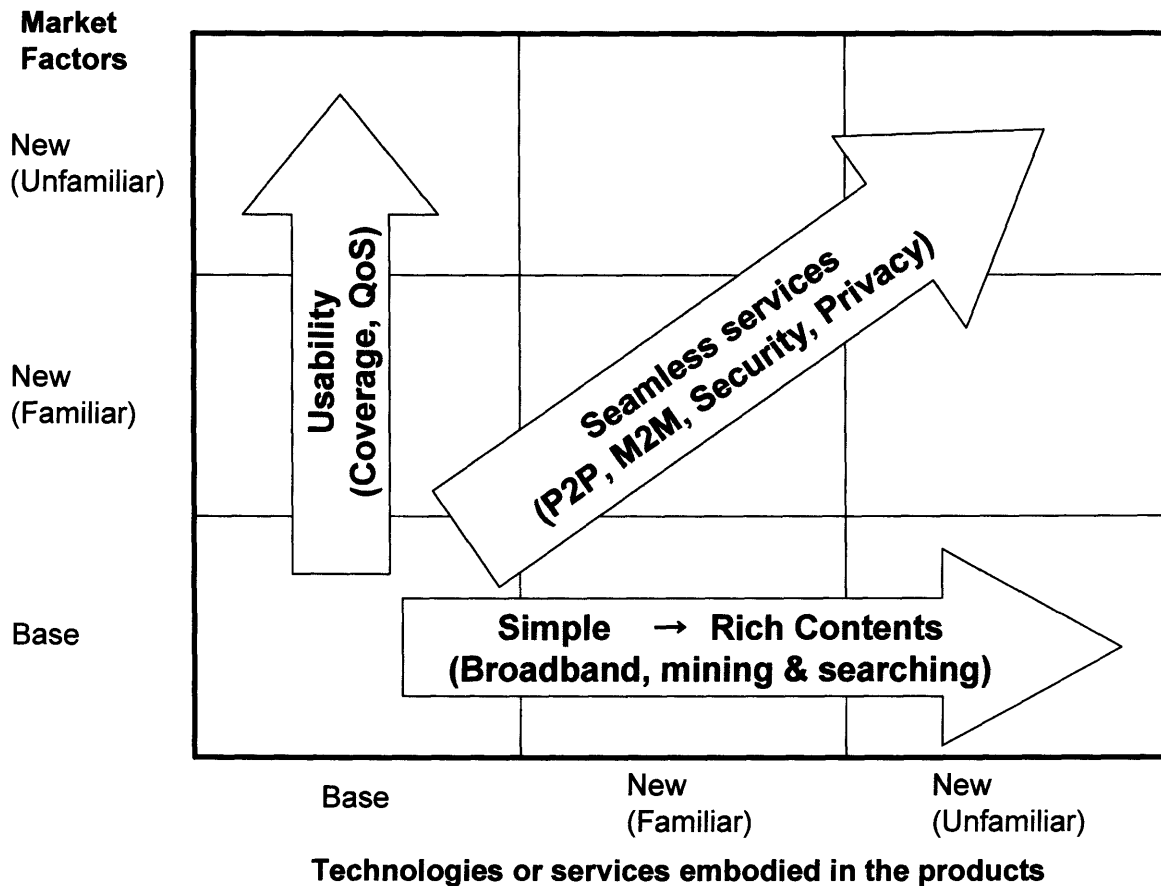 Market
Factors
New
(Unfamiliar)
New
(Familiar)
Base
Usability
(Coverage, QoS)
Seamless services
(P2P, M2M, Security, Privacy)
Simple → Rich Contents
(Broadband, mining & searching)
Base
New
(Familiar)
New
(Unfamiliar)
Technologies or services embodied in the products